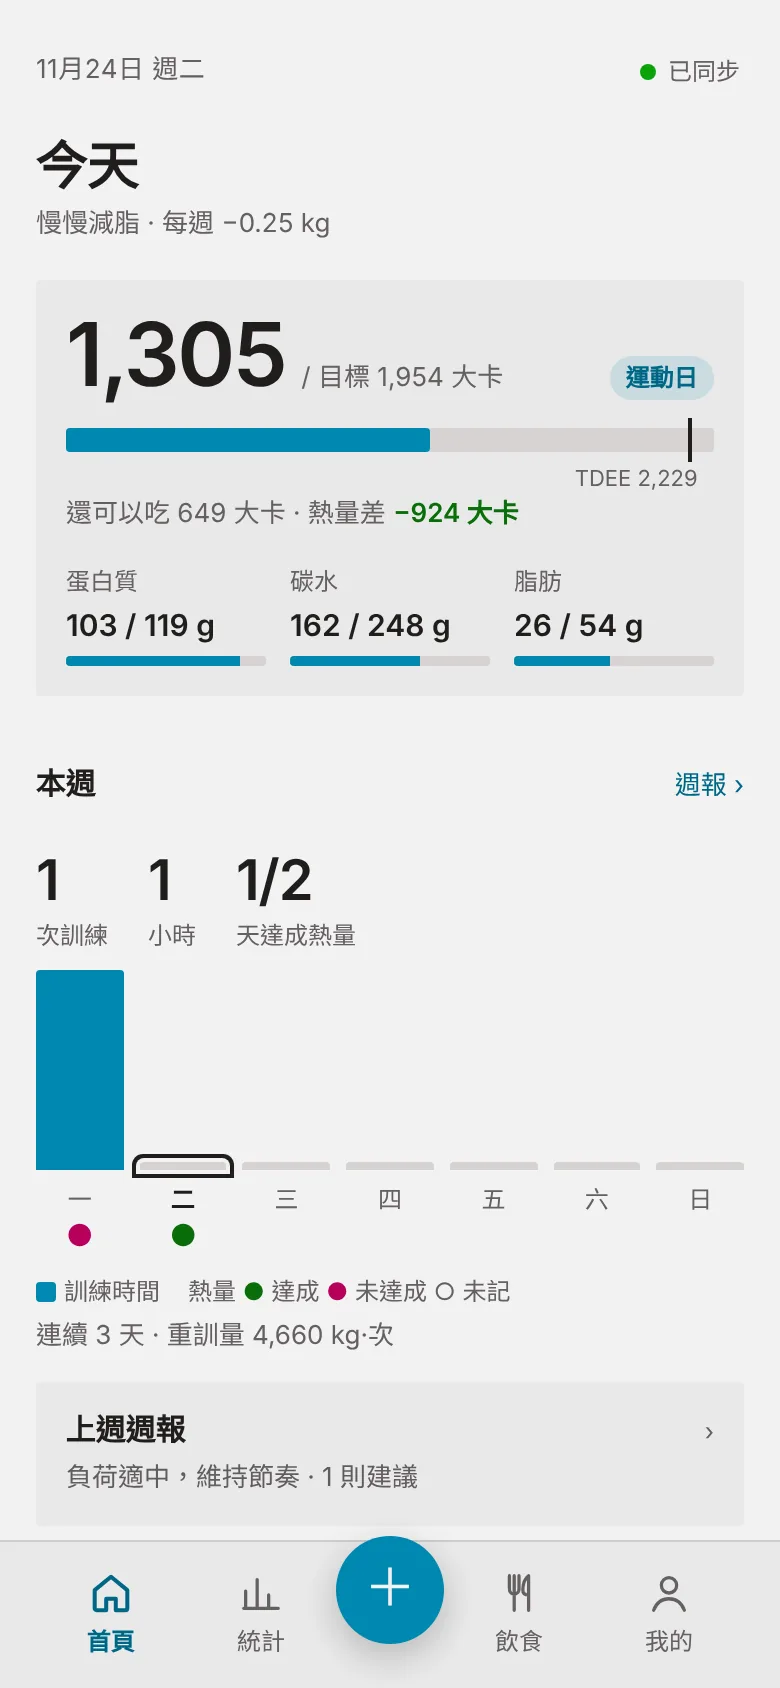 11月24日 週二
已同步
今天
慢慢減脂 · 每週 −0.25 kg
1,305 / 目標 1,954 大卡
運動日
TDEE 2,229
還可以吃 649 大卡 · 熱量差 −924 大卡
蛋白質 碳水 脂肪
103 / 119 g 162 / 248 g 26 / 54 g
本週 週報 ›
1 1 1/2
次訓練 小時 天達成熱量
一 二 三 四 五 六 日
訓練時間 熱量 達成 未達成 未記
連續 3 天 · 重訓量 4,660 kg·次
上週週報 ›
負荷適中，維持節奏 · 1 則建議
首頁 統計 飲食 我的